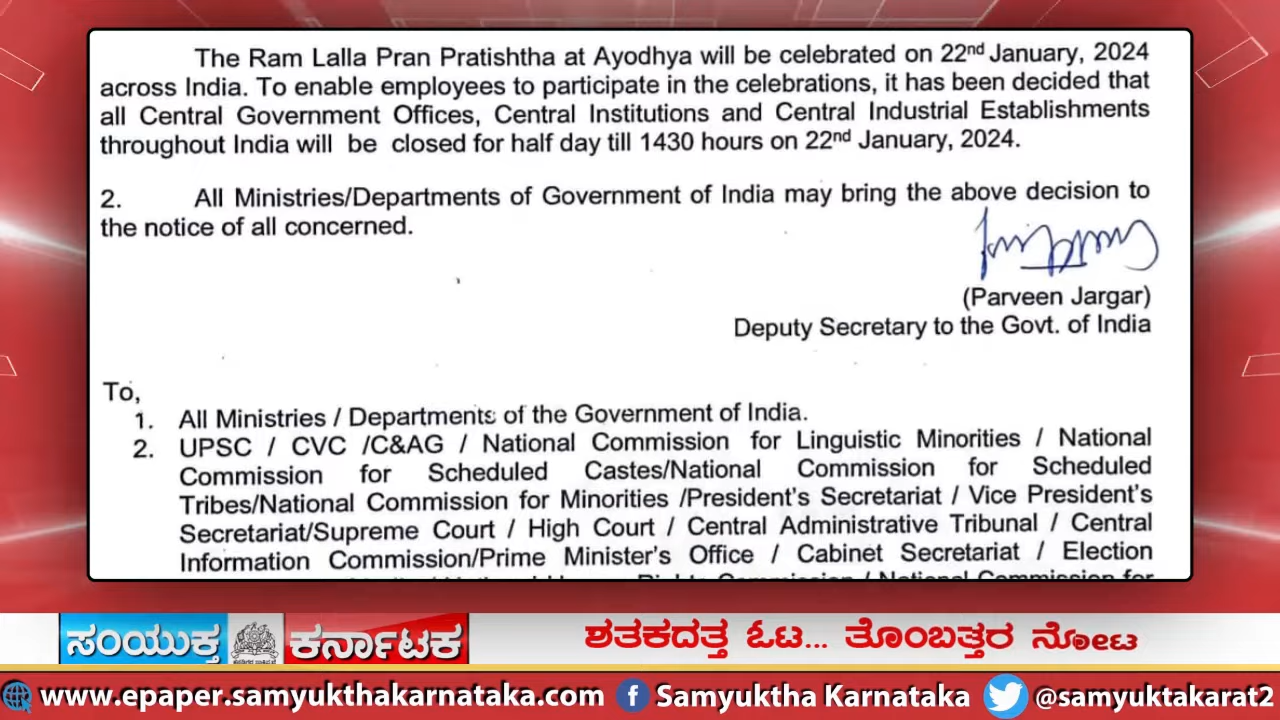 The Ram Lalla Pran Pratishtha at Ayodhya will be celebrated on 22nd January, 2024
across India. To enable employees to participate in the celebrations, it has been decided that
all Central Government Offices, Central Institutions and Central Industrial Establishments
throughout India will be closed for half day till 1430 hours on 22nd January, 2024.
2. All Ministries/Departments of Government of India may bring the above decision to
the notice of all concerned.
(Parveen Jargar)
Deputy Secretary to the Govt. of India
To,
1. All Ministries / Departments of the Government of India.
2. UPSC / CVC /C&AG / National Commission for Linguistic Minorities / National
Commission for Scheduled Castes/National Commission for Scheduled
Tribes/National Commission for Minorities /President's Secretariat / Vice President's
Secretariat/Supreme Court / High Court / Central Administrative Tribunal / Central
Information Commission/Prime Minister's Office / Cabinet Secretariat / Election
Rights Commission / National Commission for
ಸಂಯುಕ್ತ ಕರ್ನಾಟಕ
ಶತಕದತ್ತ ಓಟ... ತೊಂಬತ್ತರ ನೋಟ
www.epaper.samyukthakarnataka.com Samyuktha Karnataka @samyuktakarat2